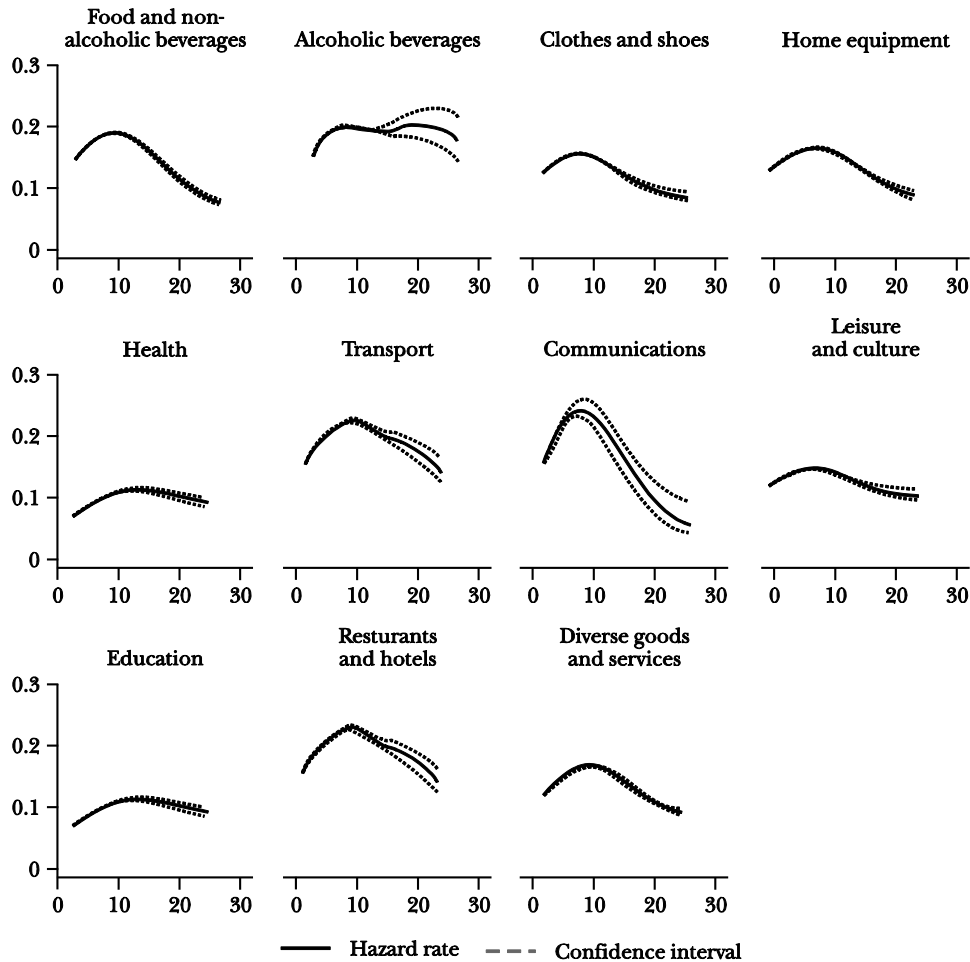 Food and non-
alcoholic beverages
Alcoholic beverages
Clothes and shoes
Home equipment
0.3
0.2
0.1
0
0 10 20 30
0 10 20 30
0 10 20 30
0 10 20 30
Health
Transport
Communications
Leisure
and culture
0.3
0.2
0.1
0
0 10 20 30
0 10 20 30
0 10 20 30
0 10 20 30
Education
Resturants
and hotels
Diverse goods
and services
0.3
0.2
0.1
0
0 10 20 30
0 10 20 30
0 10 20 30
Hazard rate
Confidence interval